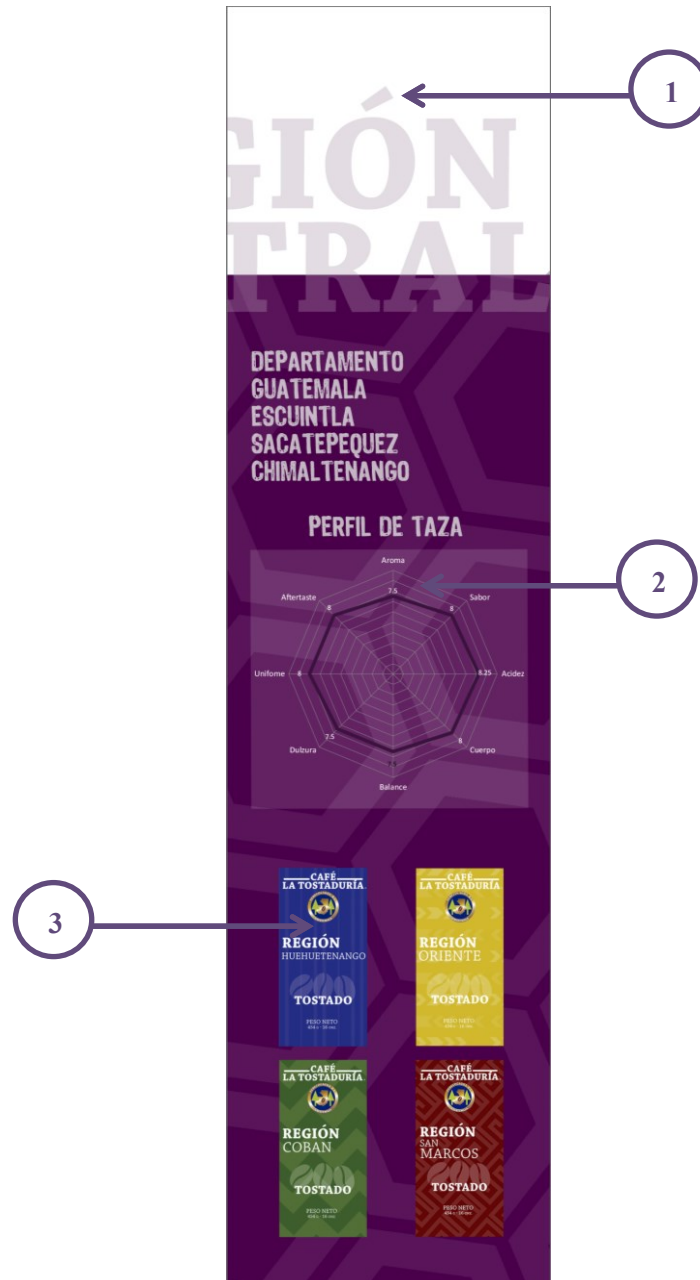 1
GIÓN
TRAL
DEPARTAMENTO
GUATEMALA
ESCUINTLA
SACATEPEQUEZ
CHIMALTENANGO
PERFIL DE TAZA
2
Aroma
7.5
Sabor
8
Acidez
8.25
Cuerpo
8
Balance
7.5
Dulzura
7.5
Unifome
8
Aftertaste
8
3
CAFÉ
LA TOSTADURÍA
REGIÓN
HUEHUETENANGO
TOSTADO
PESO NETO
CAFÉ
LA TOSTADURÍA
REGIÓN
ORIENTE
TOSTADO
PESO NETO
CAFÉ
LA TOSTADURÍA
REGIÓN
COBAN
TOSTADO
PESO NETO
CAFÉ
LA TOSTADURÍA
REGIÓN
SAN
MARCOS
TOSTADO
PESO NETO